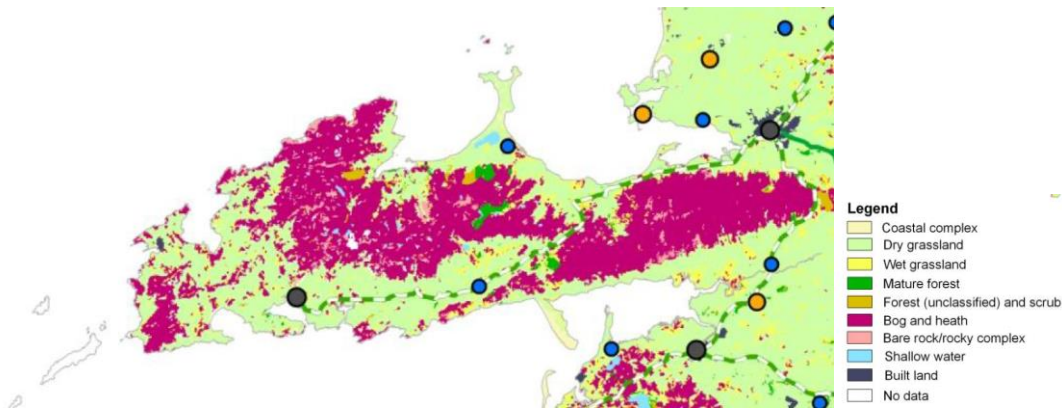 Legend
Coastal complex
Dry grassland
Wet grassland
Mature forest
Forest (unclassified) and scrub
Bog and heath
Bare rock/rocky complex
Shallow water
Built land
No data